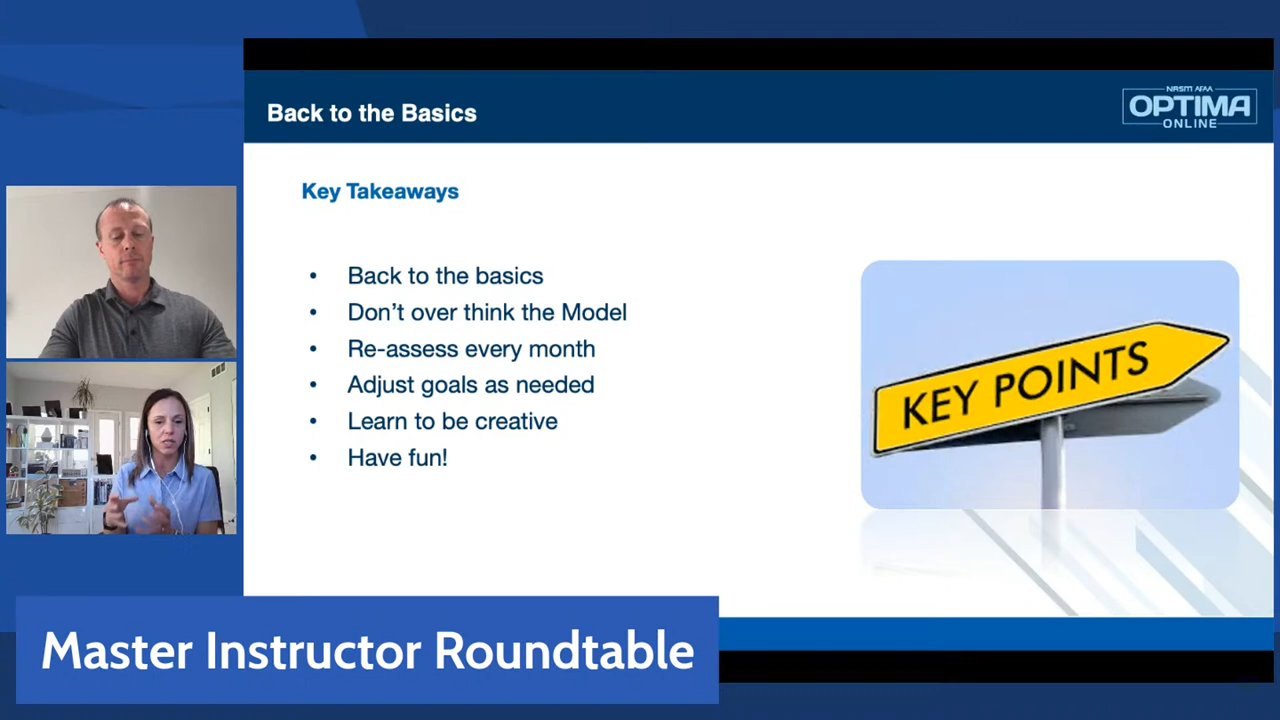 Back to the Basics
NASM AFAA
OPTIMA
ONLINE
Key Takeaways
• Back to the basics
• Don’t over think the Model
• Re-assess every month
• Adjust goals as needed
• Learn to be creative
• Have fun!
KEY POINTS
Master Instructor Roundtable